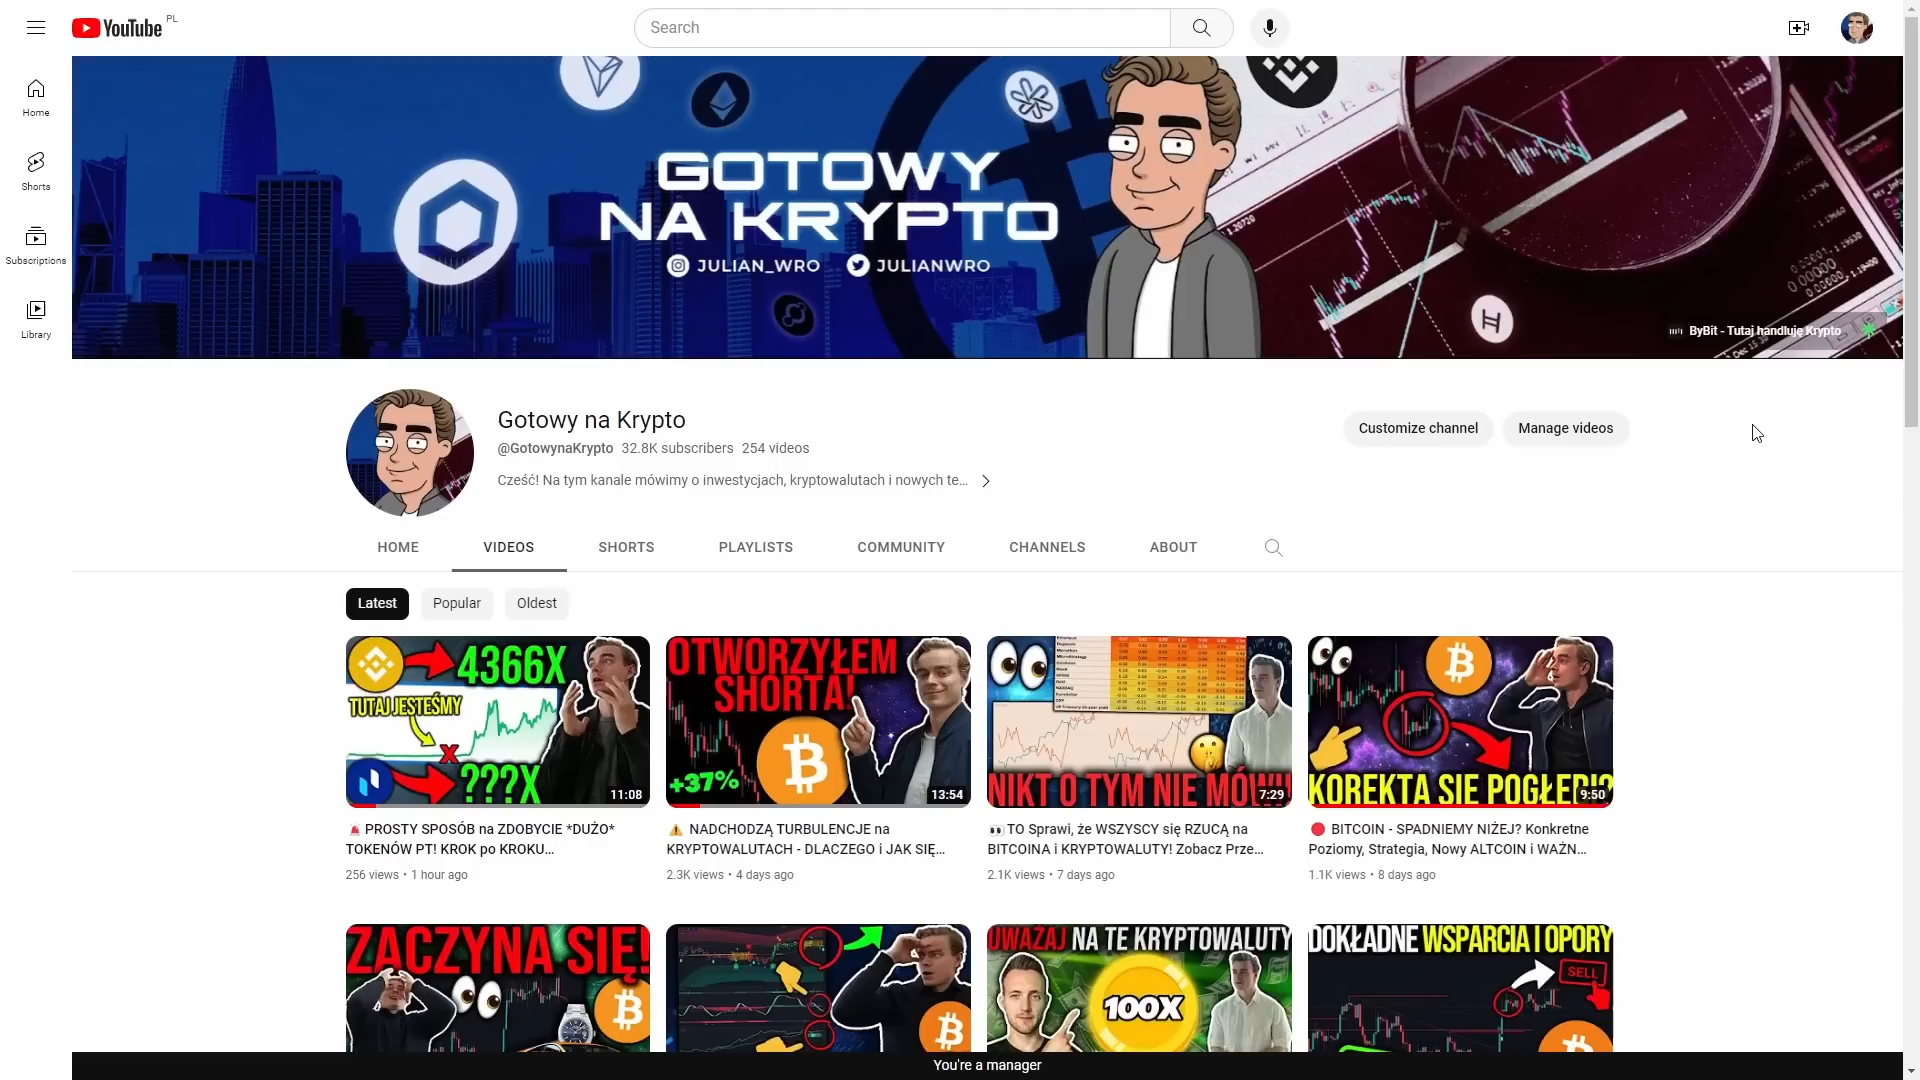 YouTube PL
Search
Home
Shorts
Subscriptions
Library
GOTOWY
NA KRYPTO
JULIAN_WRO JULIANWRO
ByBit - Tutaj handluję Krypto
Gotowy na Krypto
@GotowynaKrypto 32.8K subscribers 254 videos
Cześć! Na tym kanale mówimy o inwestycjach, kryptowalutach i nowych te...
Customize channel
Manage videos
HOME VIDEOS SHORTS PLAYLISTS COMMUNITY CHANNELS ABOUT
Latest Popular Oldest
4366X
TUTAJ JESTEŚMY
X
???X
11:08
OTWORZYŁEM
SHORTA!
+37%
13:54
NIKT O TYM NIE MÓWI!
7:29
KOREKTA SIĘ POGŁĘBI?
9:50
🚨 PROSTY SPOSÓB na ZDOBYCIE *DUŻO*
TOKENÓW PT! KROK po KROKU...
256 views • 1 hour ago
⚠️ NADCHODZĄ TURBULENCJE na
KRYPTOWALUTACH - DLACZEGO i JAK SIĘ...
2.3K views • 4 days ago
👀TO Sprawi, że WSZYSCY się RZUCĄ na
BITCOINA i KRYPTOWALUTY! Zobacz Prze...
2.1K views • 7 days ago
🔴 BITCOIN - SPADNIEMY NIŻEJ? Konkretne
Poziomy, Strategia, Nowy ALTCOIN i WAŻN...
1.1K views • 8 days ago
ZACZYNA SIĘ!
UWAŻAJ NA TE KRYPTOWALUTY
100X
DOKŁADNE WSPARCIA I OPORY
SELL
You're a manager